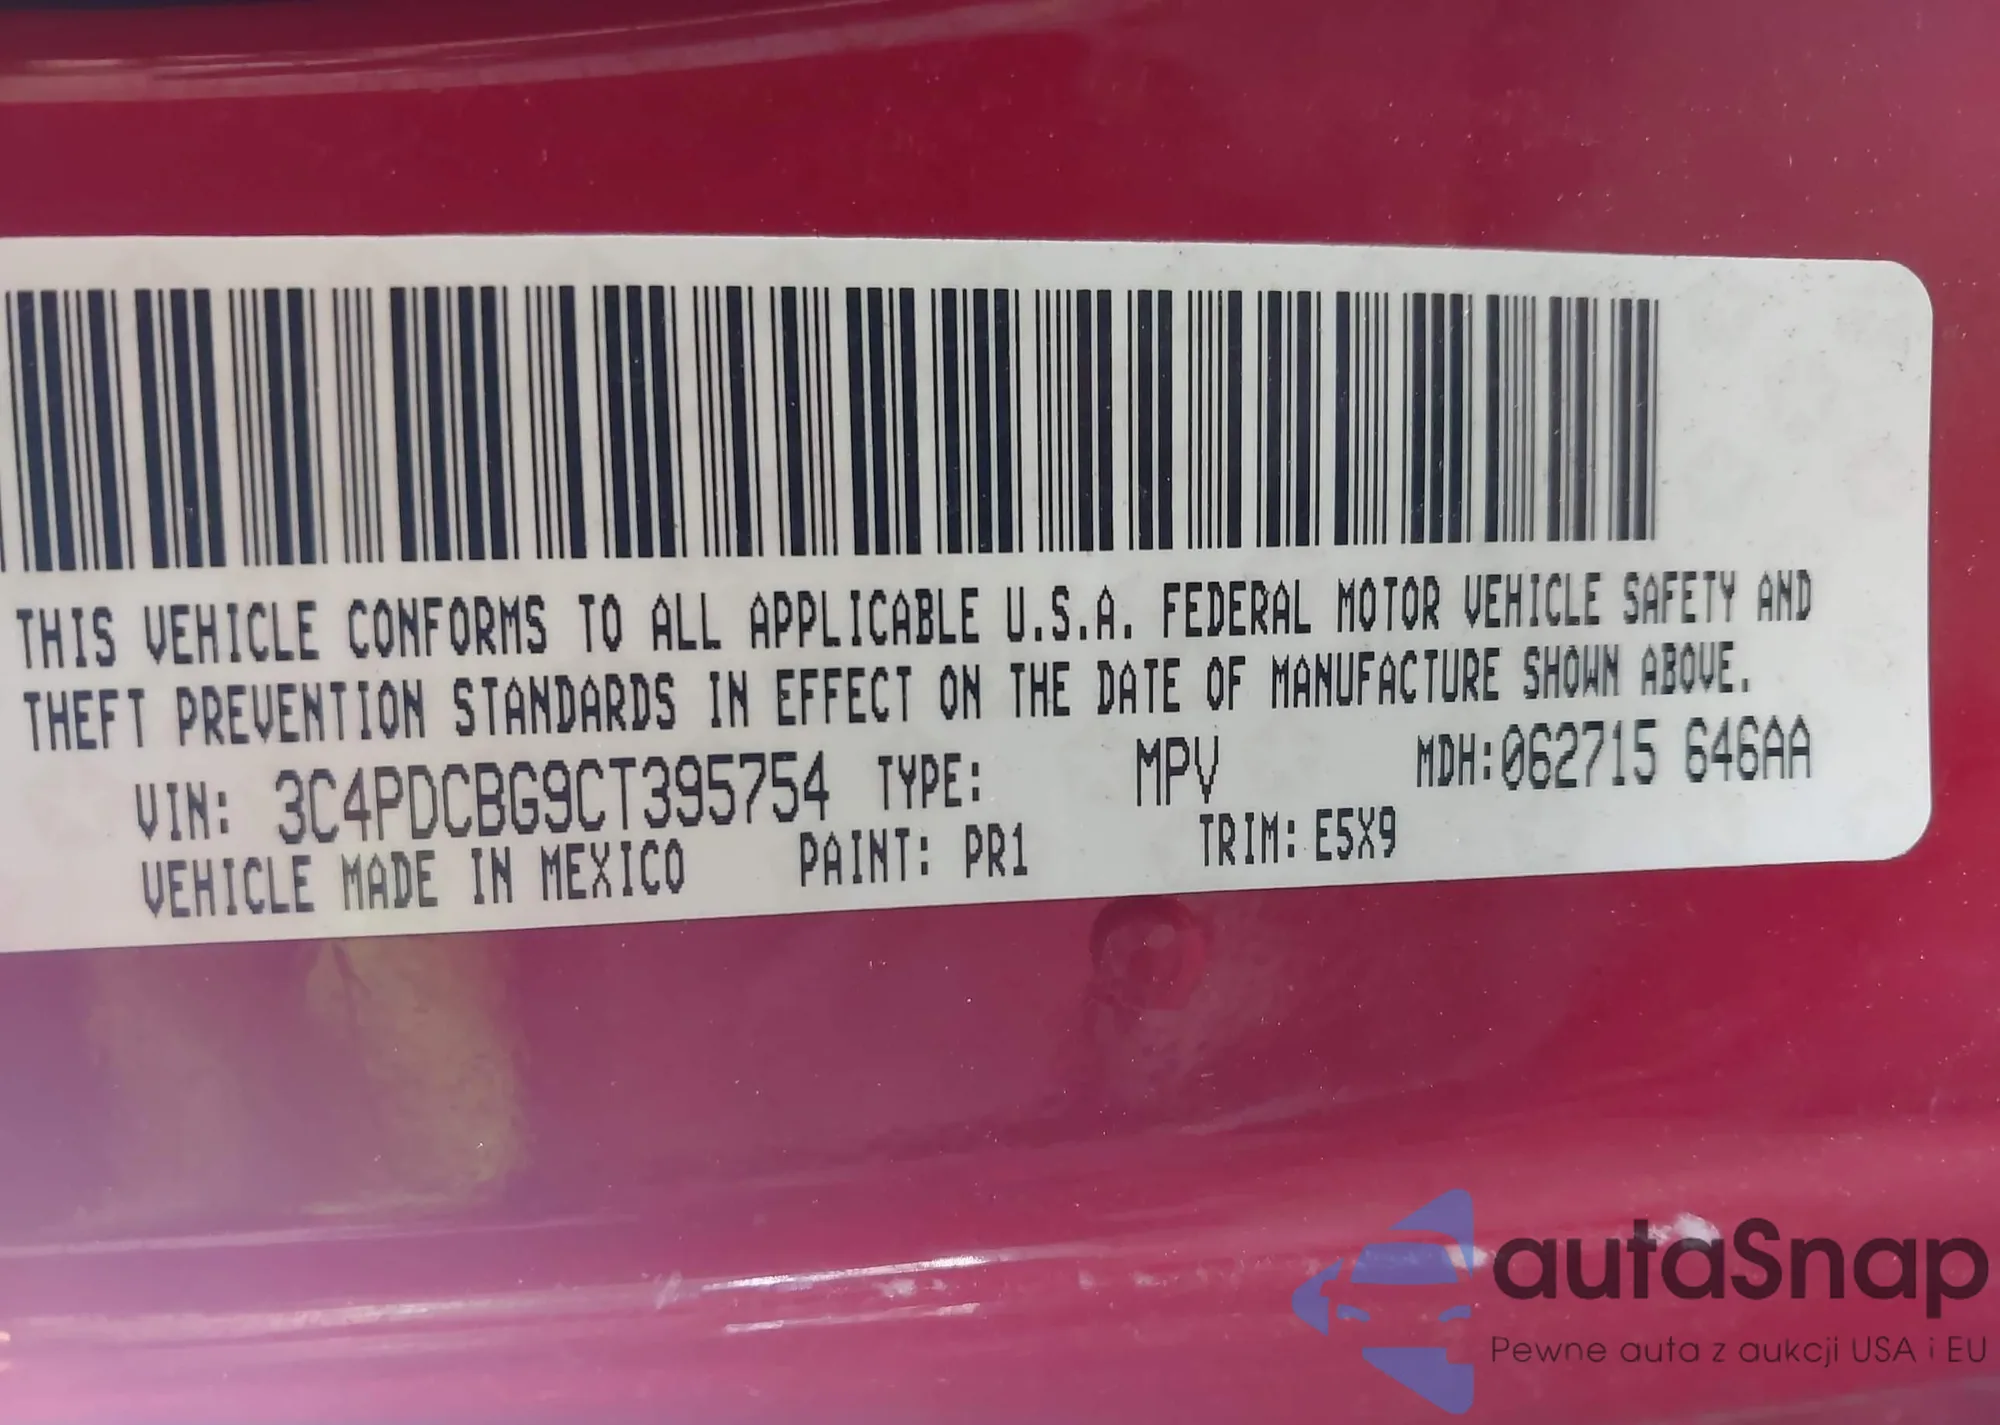 THIS VEHICLE CONFORMS TO ALL APPLICABLE U.S.A. FEDERAL MOTOR VEHICLE SAFETY AND
THEFT PREVENTION STANDARDS IN EFFECT ON THE DATE OF MANUFACTURE SHOWN ABOVE.
VIN: 3C4PDCBG9CT395754 TYPE: MPV MDH:062715 646AA
VEHICLE MADE IN MEXICO PAINT: PR1 TRIM: E5X9
autaSnap
Pewne auta z aukcji USA i EU